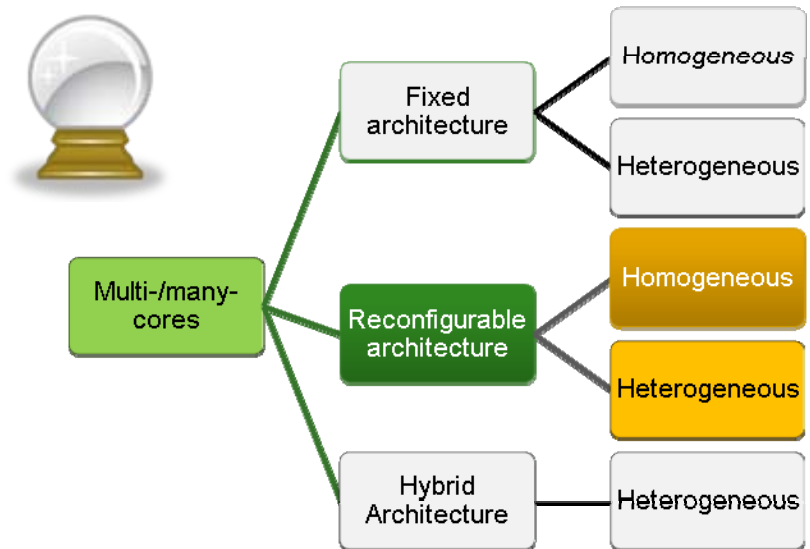 Multi-/many-
cores
Fixed
architecture
Homogeneous
Heterogeneous
Reconfigurable
architecture
Homogeneous
Heterogeneous
Hybrid
Architecture
Heterogeneous